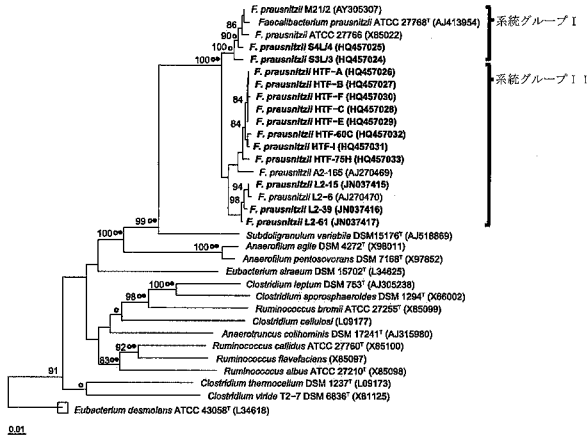 F. prausnitzii M21/2 (AY305307)
86
Faecalibacterium prausnitzii ATCC 27768ᵀ (AJ413954)
系統グループⅠ
90
F. prausnitzii ATCC 27766 (X85022)
100
F. prausnitzii S4L/4 (HQ457025)
100
F. prausnitzii S3L/3 (HQ457024)
F. prausnitzii HTF-A (HQ457026)
系統グループⅠⅠ
F. prausnitzii HTF-B (HQ457027)
F. prausnitzii HTF-F (HQ457030)
84
F. prausnitzii HTF-C (HQ457028)
F. prausnitzii HTF-E (HQ457029)
84
F. prausnitzii HTF-60C (HQ457032)
F. prausnitzii HTF-I (HQ457031)
F. prausnitzii HTF-75H (HQ457033)
F. prausnitzii A2-165 (AJ270469)
94
F. prausnitzii L2-15 (JN037415)
F. prausnitzii L2-6 (AJ270470)
98
F. prausnitzii L2-39 (JN037416)
F. prausnitzii L2-61 (JN037417)
99
Subdoligranulum variabile DSM15176ᵀ (AJ518869)
100
100
Anaerofilum agile DSM 4272ᵀ (X98011)
Anaerofilum pentosovorans DSM 7168ᵀ (X97852)
Eubacterium siraeum DSM 15702ᵀ (L34625)
100
Clostridium leptum DSM 753ᵀ (AJ305238)
98
Clostridium sporosphaeroides DSM 1294ᵀ (X66002)
Ruminococcus bromii ATCC 27255ᵀ (X85099)
Clostridium cellulosi (L09177)
Anaerotruncus colihominis DSM 17241ᵀ (AJ315980)
92
Ruminococcus callidus ATCC 27760ᵀ (X85100)
83
Ruminococcus flavefaciens (X85097)
Ruminococcus albus ATCC 27210ᵀ (X85098)
91
Clostridium thermocellum DSM 1237ᵀ (L09173)
Clostridium viride T2-7 DSM 6836ᵀ (X81125)
Eubacterium desmolans ATCC 43058ᵀ (L34618)
0.01